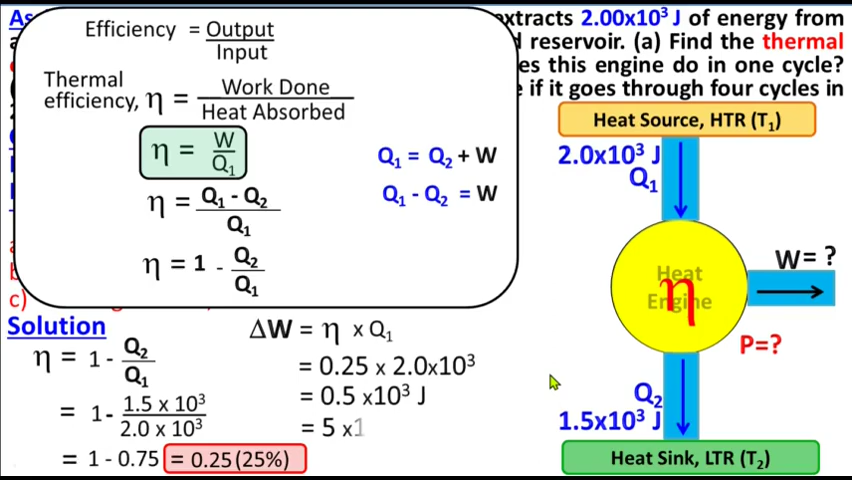 As
extracts 2.00x10³ J of energy from
reservoir. (a) Find the thermal
es this engine do in one cycle?
if it goes through four cycles in
Efficiency = Output
Input
Thermal efficiency, η = Work Done
Heat Absorbed
η = W
Q₁
η = Q₁ - Q₂
Q₁
η = 1 - Q₂
Q₁
Q₁ = Q₂ + W
Q₁ - Q₂ = W
c)
Solution
η = 1 - Q₂
Q₁
= 1 - 1.5 x 10³
2.0 x 10³
= 1 - 0.75 = 0.25 (25%)
ΔW = η x Q₁
= 0.25 x 2.0x10³
= 0.5 x10³ J
= 5 x1
Heat Source, HTR (T₁)
2.0x10³ J
Q₁
Heat
Engine
η
W= ?
P=?
Q₂
1.5x10³ J
Heat Sink, LTR (T₂)